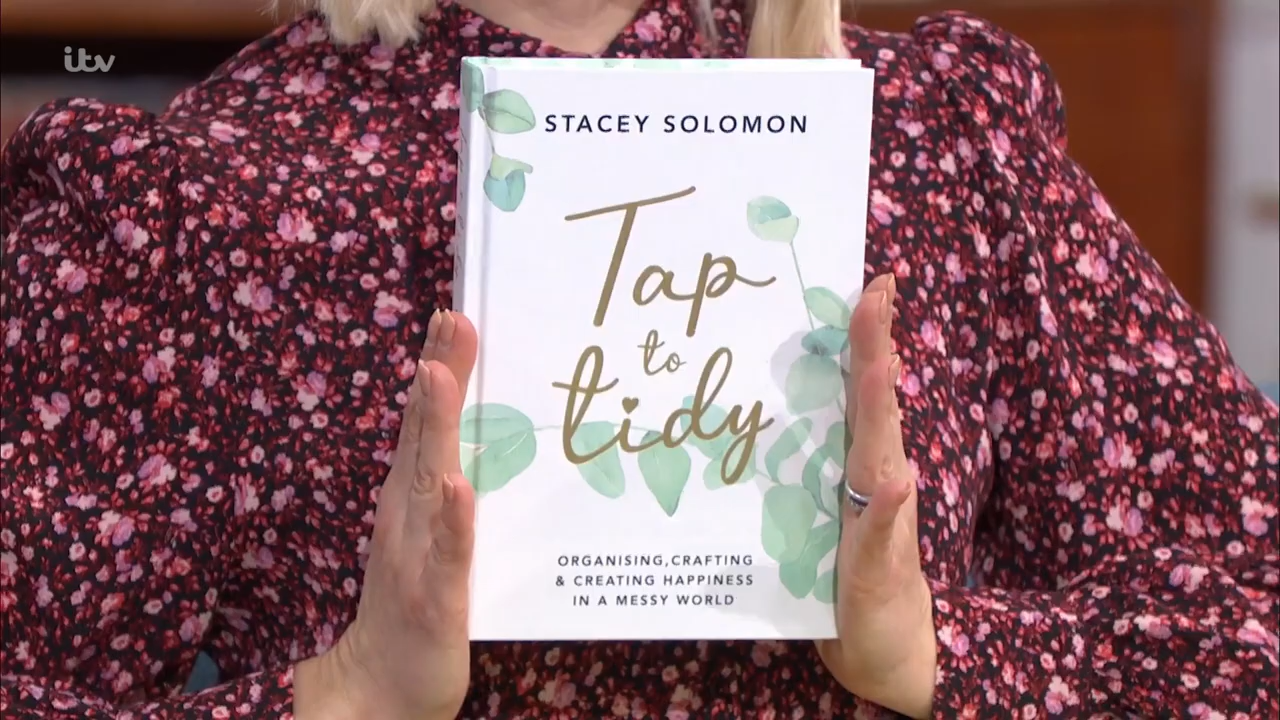 itv
STACEY SOLOMON
Tap
to
tidy
ORGANISING, CRAFTING
& CREATING HAPPINESS
IN A MESSY WORLD